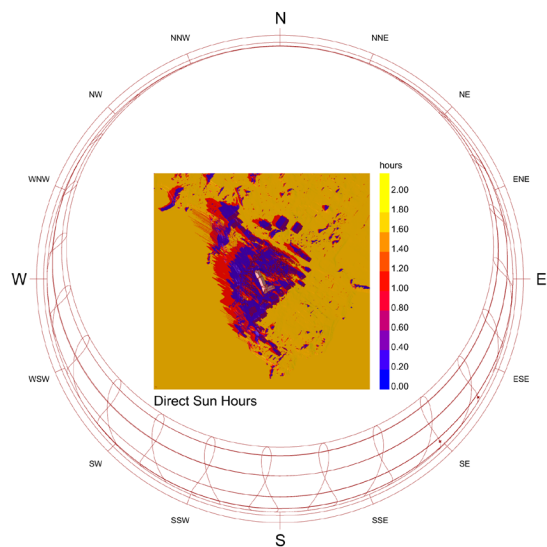 N
NNW
NNE
NW
NE
WNW
ENE
hours
2.00
1.80
1.60
1.40
1.20
1.00
0.80
0.60
0.40
0.20
0.00
W
E
WSW
ESE
Direct Sun Hours
SW
SE
SSW
SSE
S